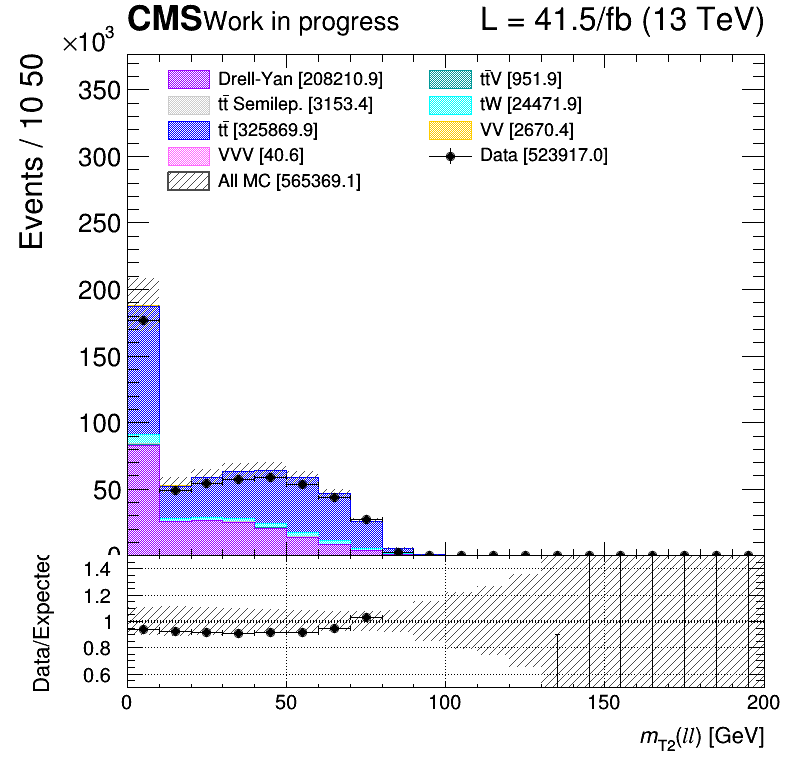 CMS Work in progress L = 41.5/fb (13 TeV)
×10³
Events / 10 50
350
300
250
200
150
100
50
0
Drell-Yan [208210.9]
tt̄ Semilep. [3153.4]
tt̄ [325869.9]
VVV [40.6]
All MC [565369.1]
tt̄V [951.9]
tW [24471.9]
VV [2670.4]
Data [523917.0]
Data/Expected
1.4
1.2
1
0.8
0.6
0 50 100 150 200
m_T2(ll) [GeV]